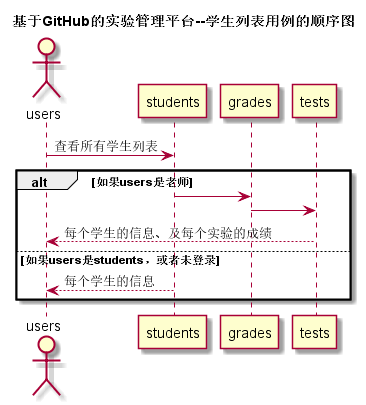 基于GitHub的实验管理平台--学生列表用例的顺序图
users
students
grades
tests
查看所有学生列表
alt
[如果users是老师]
每个学生的信息、及每个实验的成绩
[如果users是students，或者未登录]
每个学生的信息
users
students
grades
tests